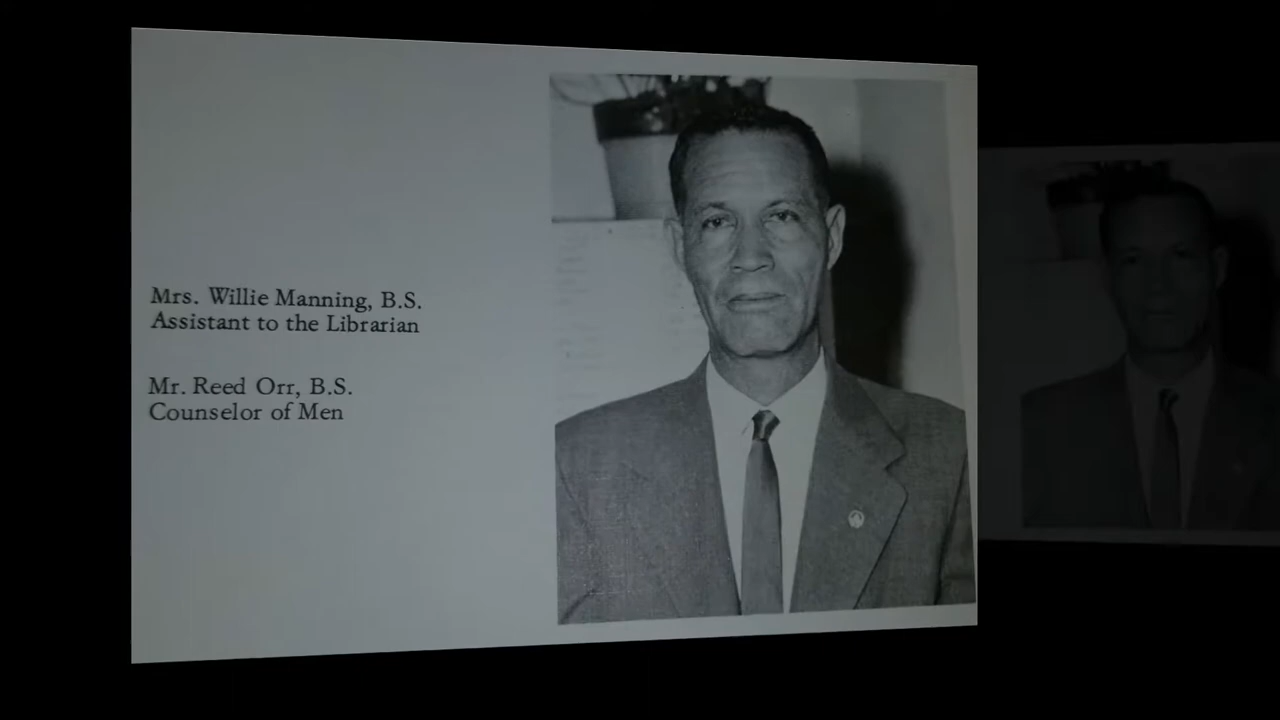 Mrs. Willie Manning, B.S.
Assistant to the Librarian
Mr. Reed Orr, B.S.
Counselor of Men